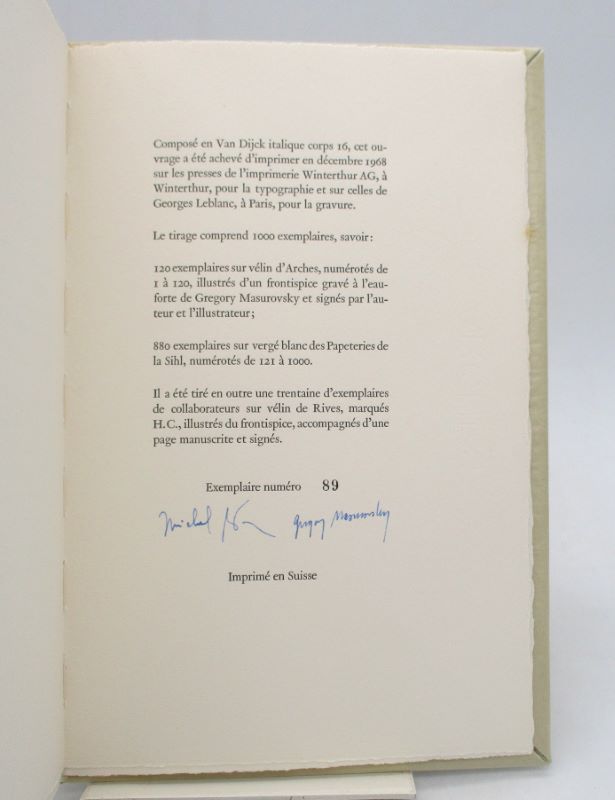 Composé en Van Dijck italique corps 16, cet ou-
vrage a été achevé d'imprimer en décembre 1968
sur les presses de l'imprimerie Winterthur AG, à
Winterthur, pour la typographie et sur celles de
Georges Leblanc, à Paris, pour la gravure.
Le tirage comprend 1000 exemplaires, savoir:
120 exemplaires sur vélin d'Arches, numérotés de
1 à 120, illustrés d'un frontispice gravé à l'eau-
forte de Gregory Masurovsky et signés par l'au-
teur et l'illustrateur;
880 exemplaires sur vergé blanc des Papeteries de
la Sihl, numérotés de 121 à 1000.
Il a été tiré en outre une trentaine d'exemplaires
de collaborateurs sur vélin de Rives, marqués
H.C., illustrés du frontispice, accompagnés d'une
page manuscrite et signés.
Exemplaire numéro 89
Michel Gregory Masurovsky
Imprimé en Suisse